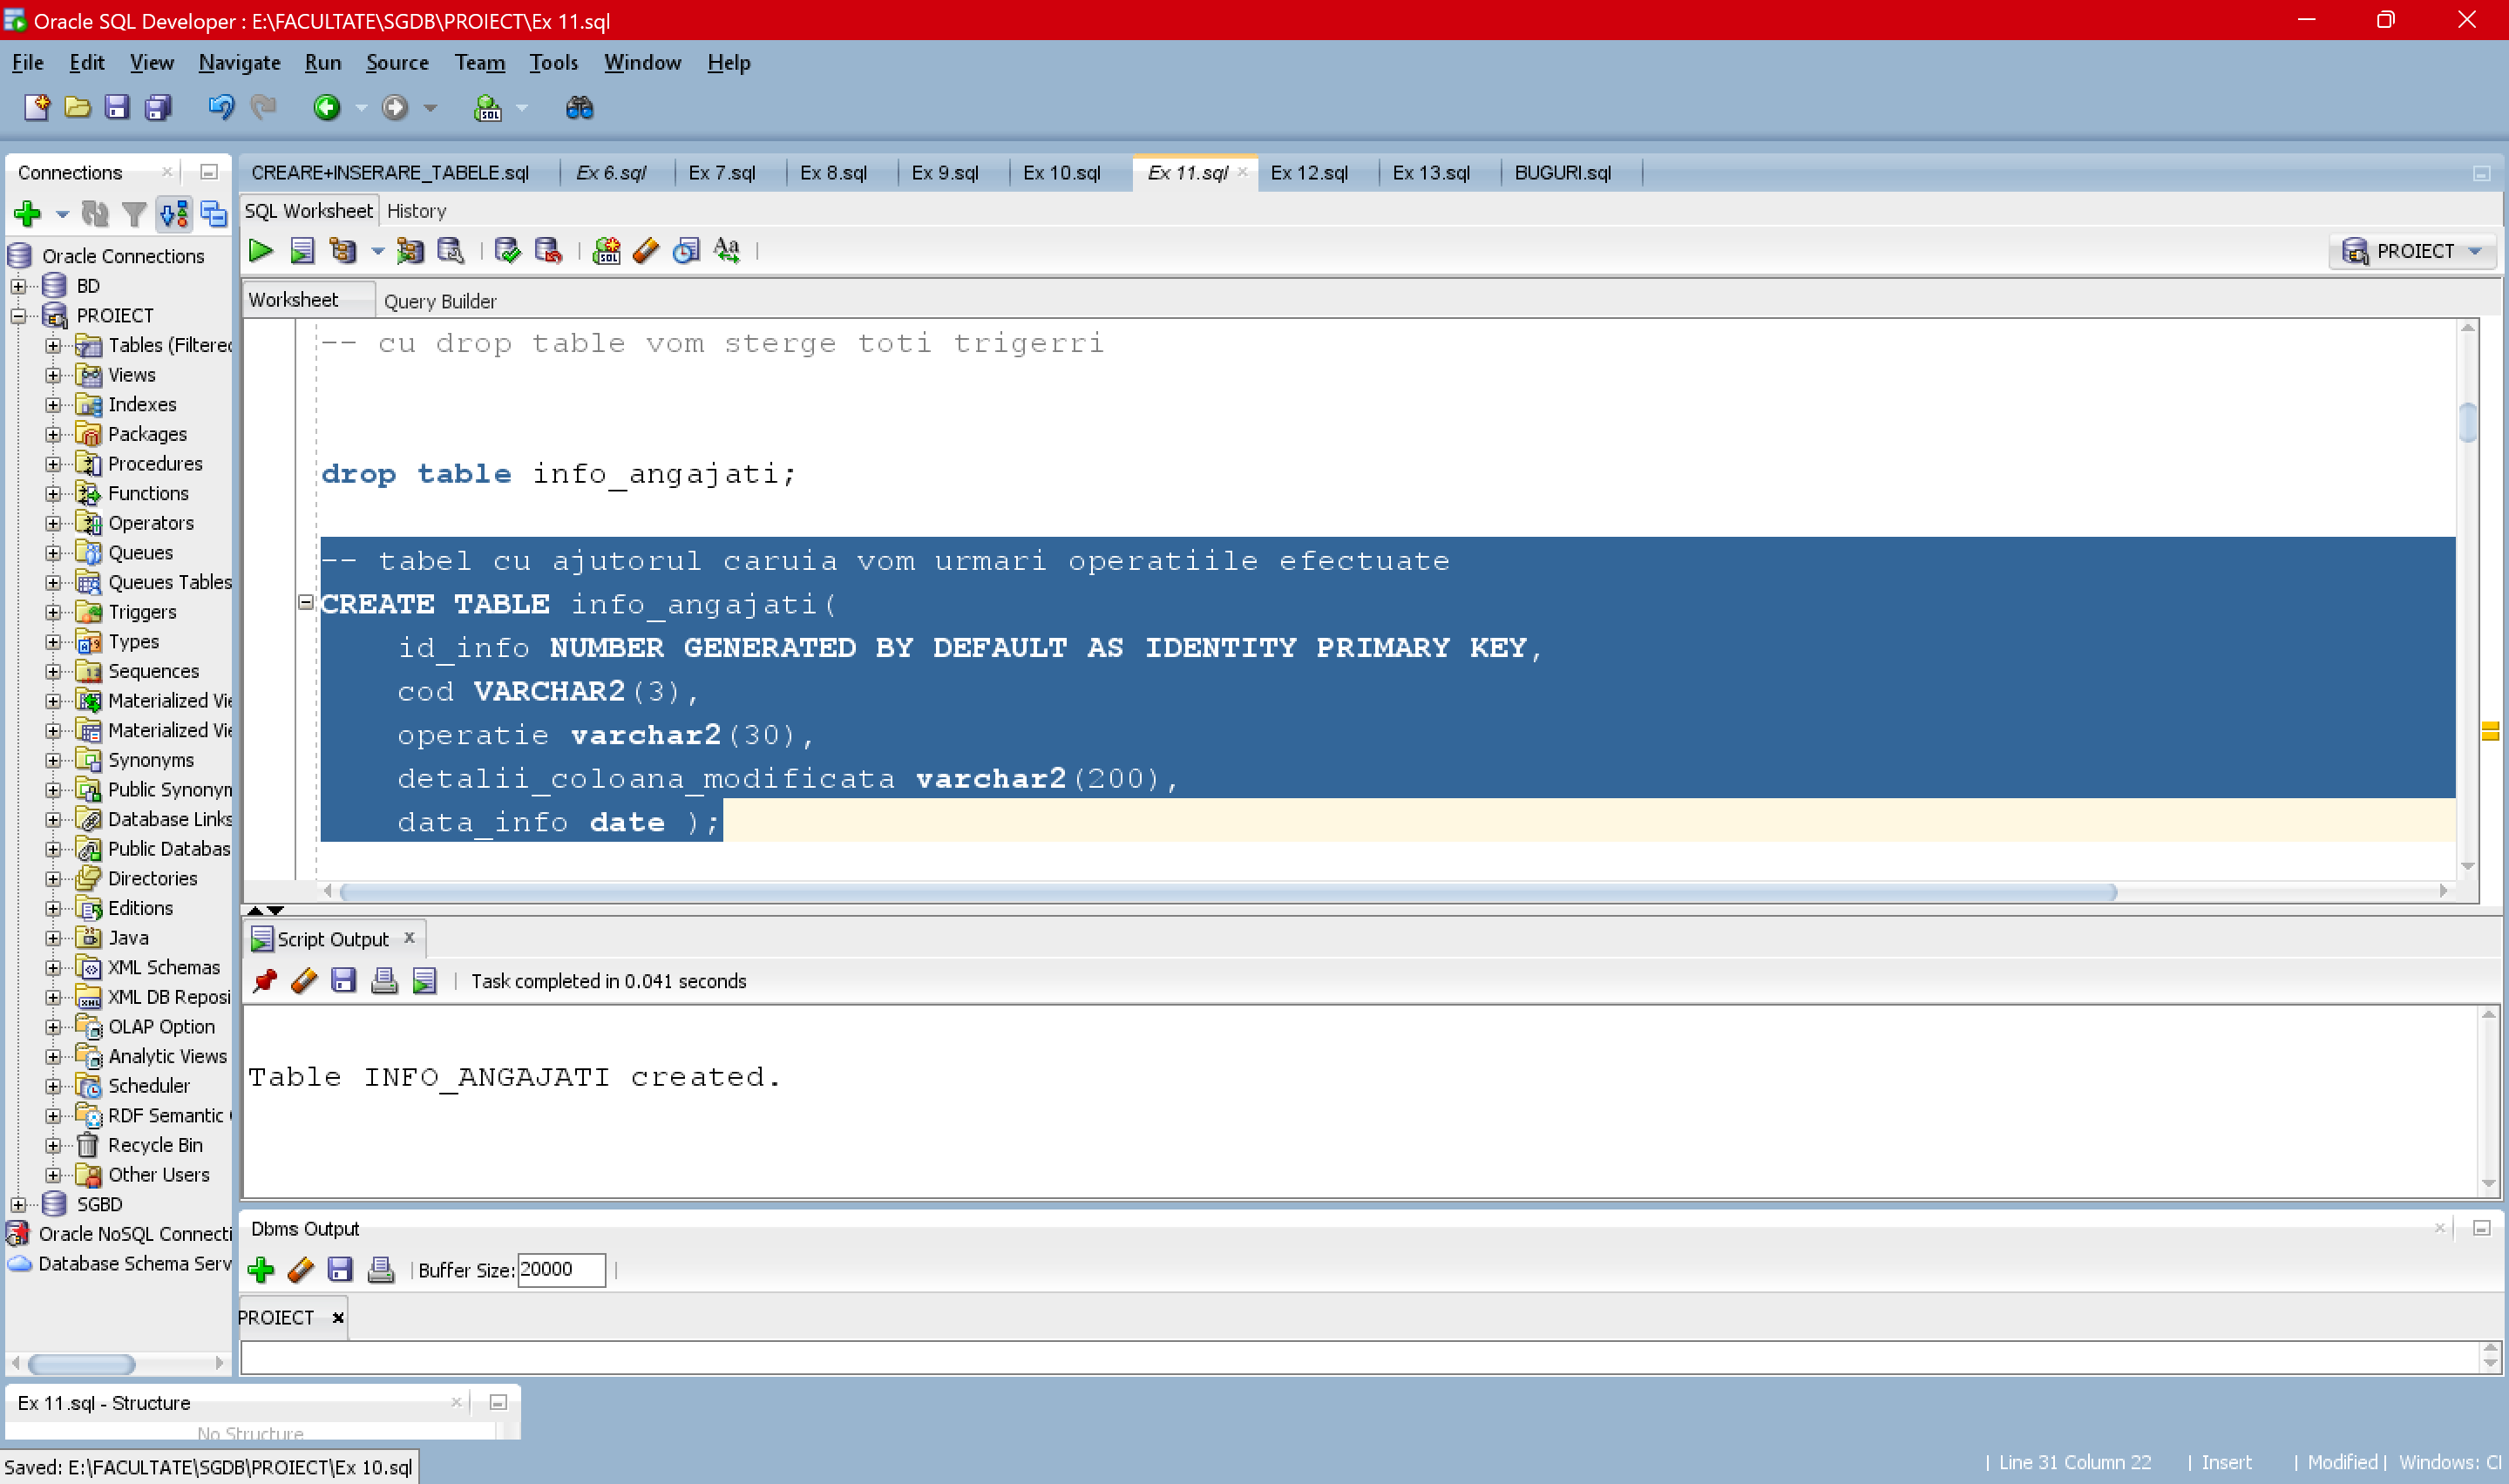 Oracle SQL Developer : E:\FACULTATE\SGDB\PROIECT\Ex 11.sql
File Edit View Navigate Run Source Team Tools Window Help
Connections
CREARE+INSERARE_TABELE.sql Ex 6.sql Ex 7.sql Ex 8.sql Ex 9.sql Ex 10.sql Ex 11.sql Ex 12.sql Ex 13.sql BUGURI.sql
SQL Worksheet History
PROIECT
Worksheet Query Builder
Oracle Connections
BD
PROIECT
Tables (Filtered
Views
Indexes
Packages
Procedures
Functions
Operators
Queues
Queues Tables
Triggers
Types
Sequences
Materialized Vie
Materialized Vie
Synonyms
Public Synonyn
Database Links
Public Databas
Directories
Editions
Java
XML Schemas
XML DB Reposi
OLAP Option
Analytic Views
Scheduler
RDF Semantic
Recycle Bin
Other Users
SGBD
Oracle NoSQL Connecti
Database Schema Serv
-- cu drop table vom sterge toti trigerri
drop table info_angajati;
-- tabel cu ajutorul caruia vom urmari operatiile efectuate
CREATE TABLE info_angajati(
id_info NUMBER GENERATED BY DEFAULT AS IDENTITY PRIMARY KEY,
cod VARCHAR2(3),
operatie varchar2(30),
detalii_coloana_modificata varchar2(200),
data_info date );
Script Output
Task completed in 0.041 seconds
Table INFO_ANGAJATI created.
Dbms Output
Buffer Size: 20000
PROIECT
Ex 11.sql - Structure
No Structure
Saved: E:\FACULTATE\SGDB\PROIECT\Ex 10.sql
Line 31 Column 22 | Insert | Modified | Windows: Cl